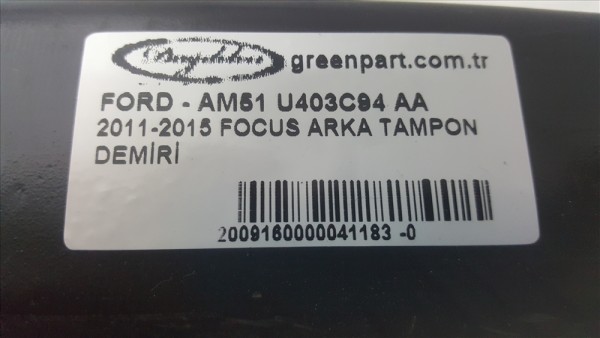 greenpart.com.tr
FORD - AM51 U403C94 AA
2011-2015 FOCUS ARKA TAMPON
DEMİRİ
2009160000041183 -0